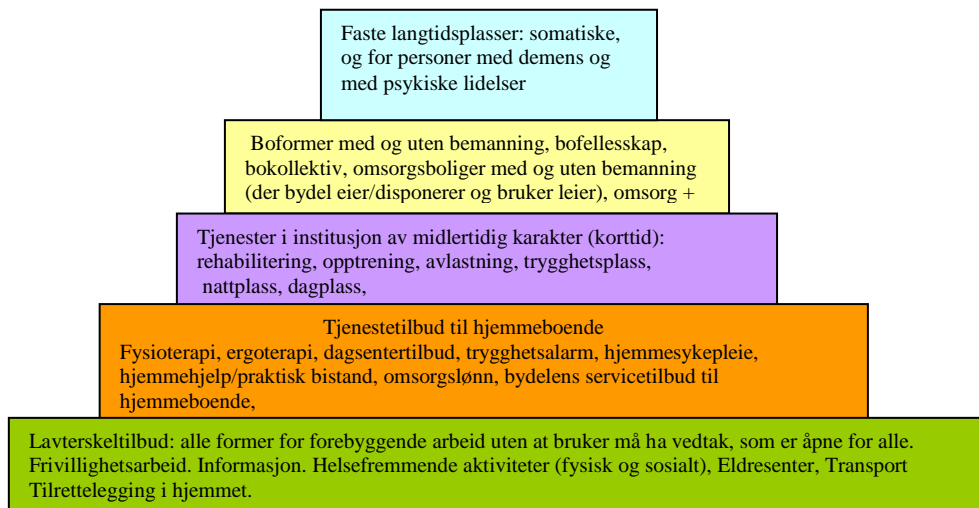 Faste langtidsplasser: somatiske,
og for personer med demens og
med psykiske lidelser
Boformer med og uten bemanning, bofellesskap,
bokollektiv, omsorgsboliger med og uten bemanning
(der bydel eier/disponerer og bruker leier), omsorg +
Tjenester i institusjon av midlertidig karakter (korttid):
rehabilitering, opptrening, avlastning, trygghetsplass,
nattplass, dagplass,
Tjenestetilbud til hjemmeboende
Fysioterapi, ergoterapi, dagsentertilbud, trygghetsalarm, hjemmesykepleie,
hjemmehjelp/praktisk bistand, omsorgslønn, bydelens servicetilbud til
hjemmeboende,
Lavterskeltilbud: alle former for forebyggende arbeid uten at bruker må ha vedtak, som er åpne for alle.
Frivillighetsarbeid. Informasjon. Helsefremmende aktiviteter (fysisk og sosialt), Eldresenter, Transport
Tilrettelegging i hjemmet.